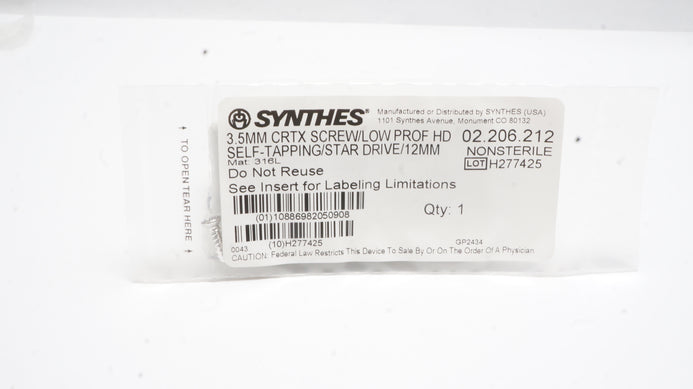 SYNTHES®
Manufactured or Distributed by SYNTHES (USA)
1101 Synthes Avenue, Monument CO 80132
3.5MM CRTX SCREW/LOW PROF HD
02.206.212
SELF-TAPPING/STAR DRIVE/12MM
NONSTERILE
Mat: 316L
LOT H277425
Do Not Reuse
See Insert for Labeling Limitations
(01)10886982050908
Qty: 1
(10)H277425
0043
GP2434
CAUTION: Federal Law Restricts This Device To Sale By Or On The Order Of A Physician.
TO OPEN TEAR HERE